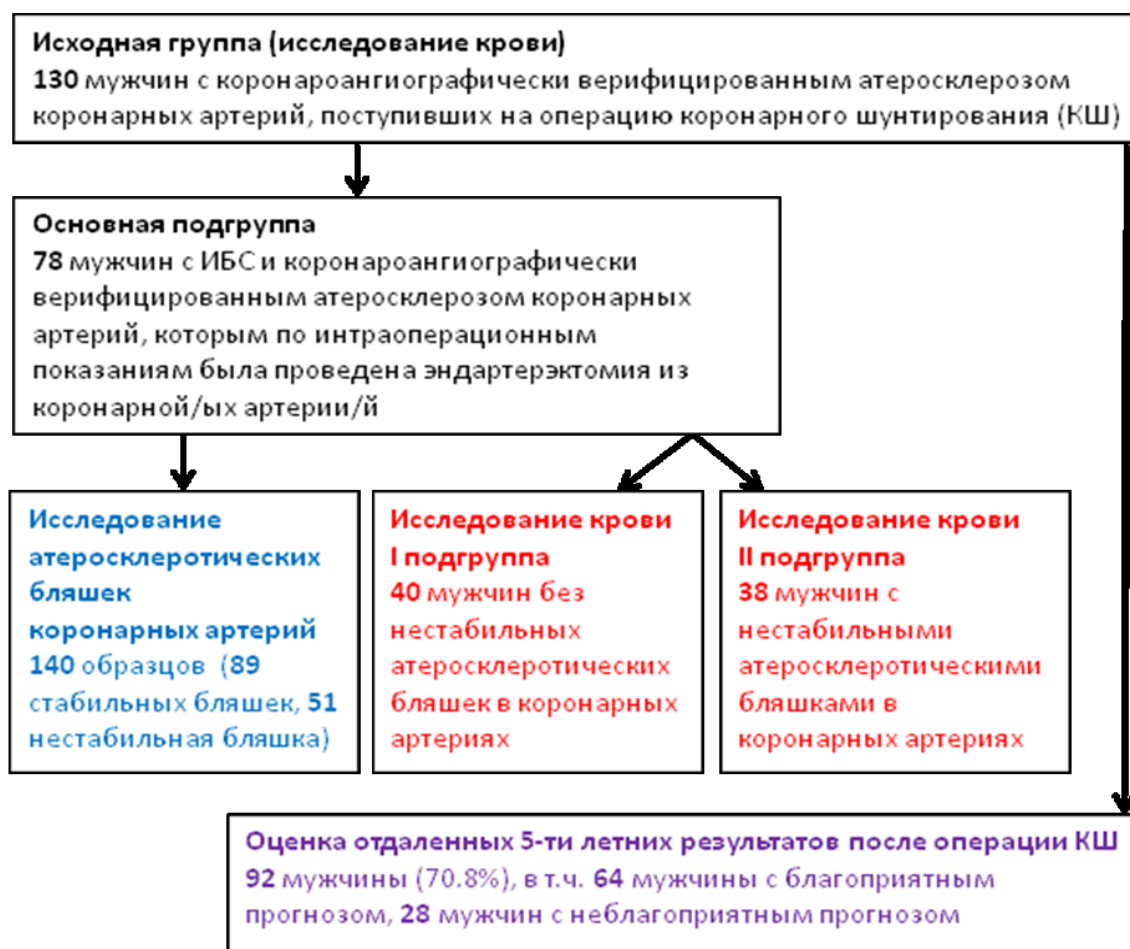 Исходная группа (исследование крови)
130 мужчин с коронароангиографически верифицированным атеросклерозом
коронарных артерий, поступивших на операцию коронарного шунтирования (КШ)
Основная подгруппа
78 мужчин с ИБС и коронароангиографически
верифицированным атеросклерозом коронарных
артерий, которым по интраоперационным
показаниям была проведена эндартерэктомия из
коронарной/ых артерии/й
Исследование
атеросклеротических
бляшек
коронарных артерий
140 образцов (89
стабильных бляшек, 51
нестабильная бляшка)
Исследование крови
I подгруппа
40 мужчин без
нестабильных
атеросклеротических
бляшек в коронарных
артериях
Исследование крови
II подгруппа
38 мужчин с
нестабильными
атеросклеротическими
бляшками в
коронарных артериях
Оценка отдаленных 5-ти летних результатов после операции КШ
92 мужчины (70.8%), в т.ч. 64 мужчины с благоприятным
прогнозом, 28 мужчин с неблагоприятным прогнозом